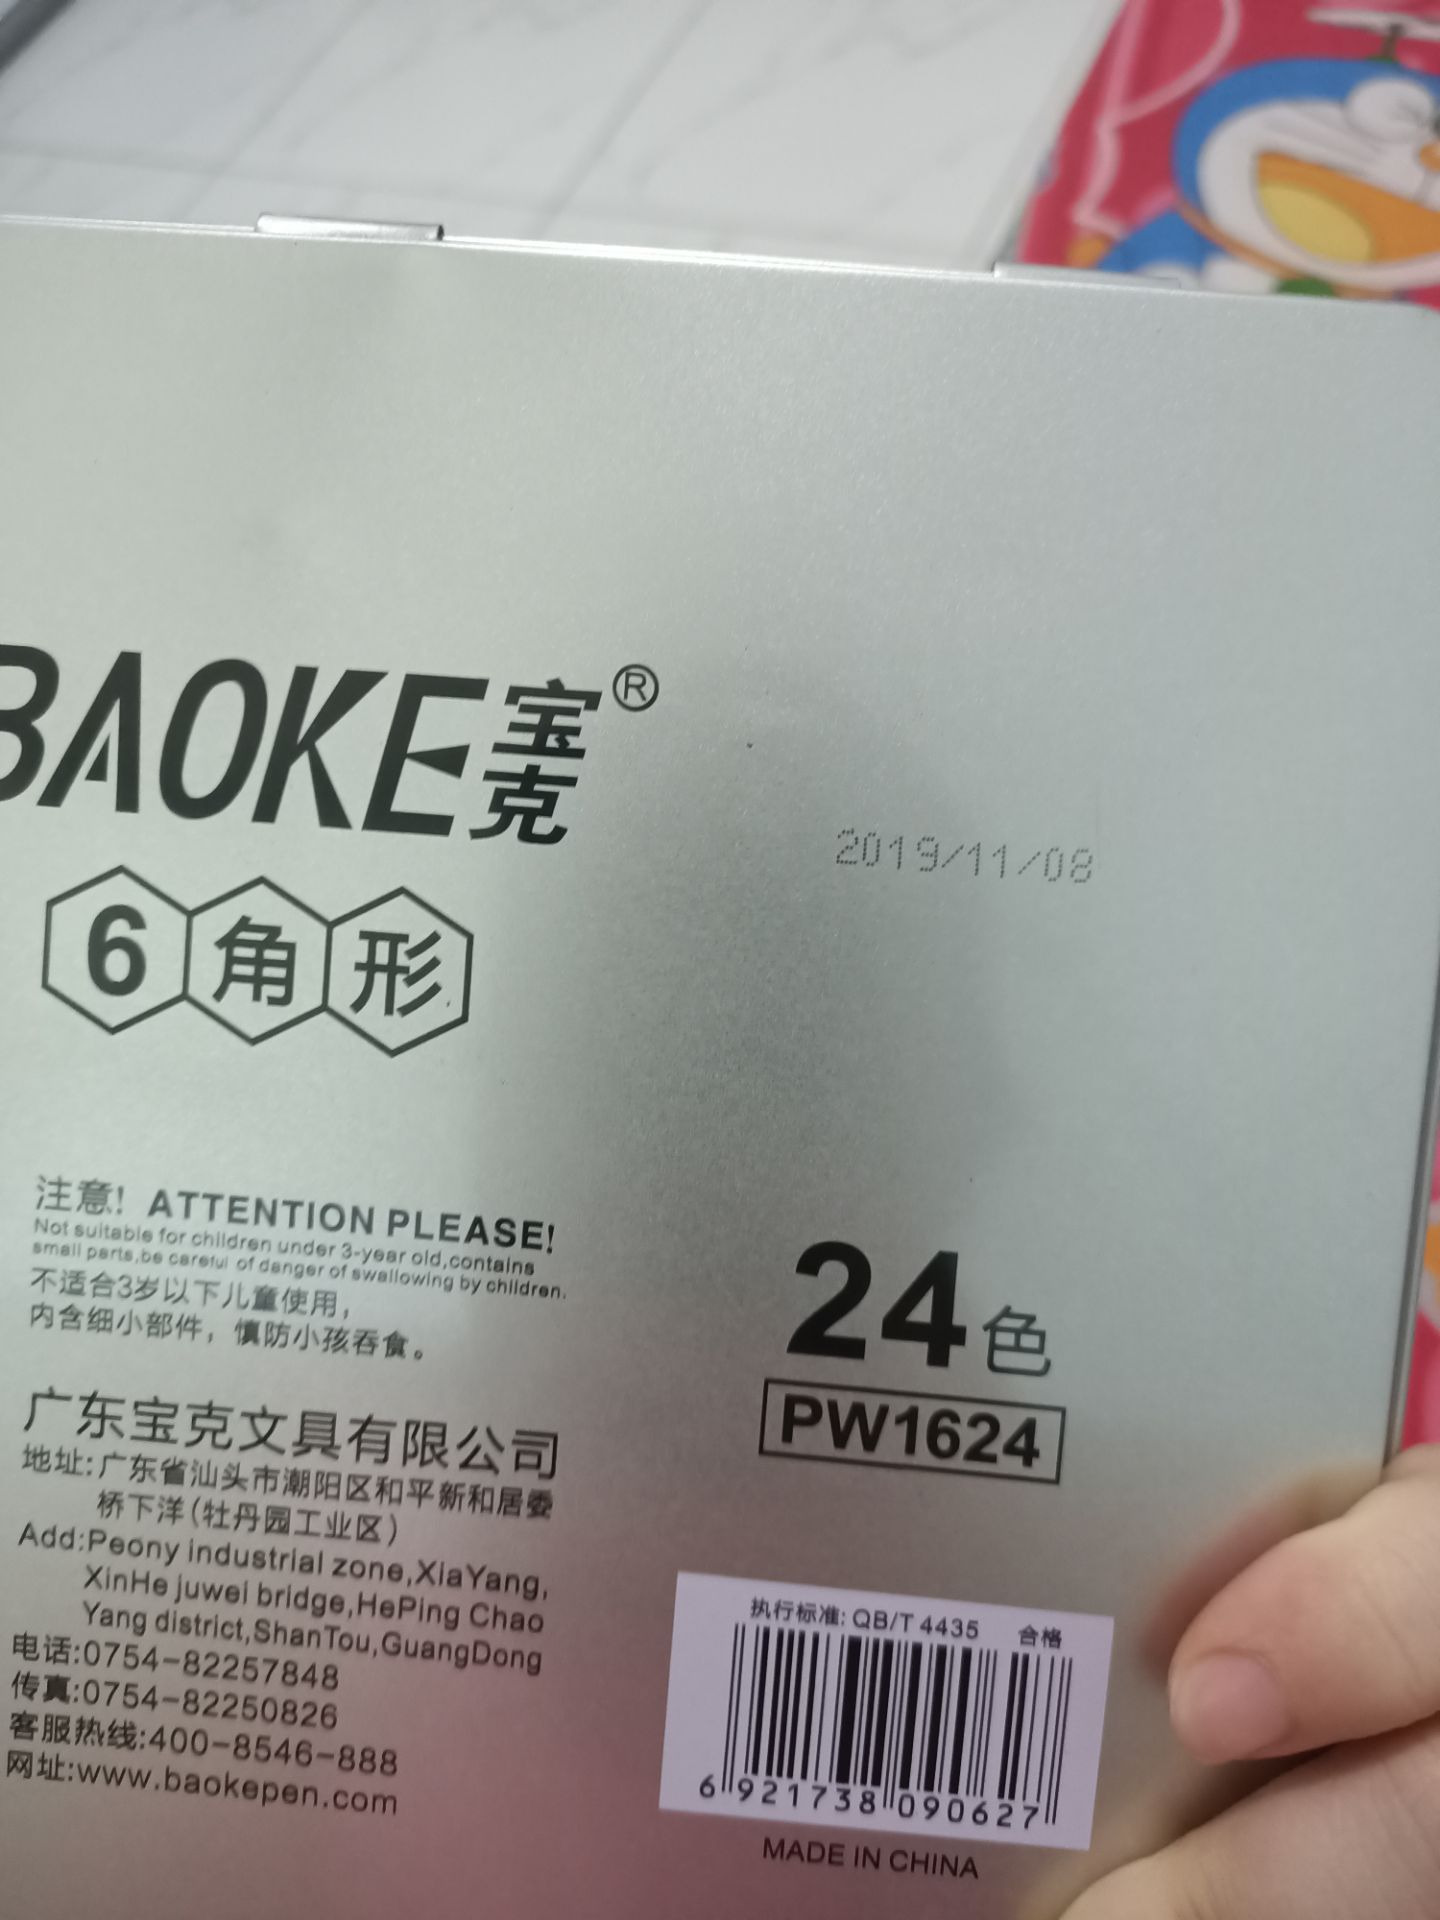 BAOKE宝克®
2019/11/08
6角形
注意! ATTENTION PLEASE!
Not suitable for children under 3-year old,contains
small parts,be careful of danger of swallowing by children.
不适合3岁以下儿童使用，
内含细小部件，慎防小孩吞食。
24色
PW1624
广东宝克文具有限公司
地址:广东省汕头市潮阳区和平新和居委
桥下洋(牡丹园工业区)
Add:Peony industrial zone,XiaYang,
XinHe juwei bridge,HePing Chao
Yang district,ShanTou,GuangDong
电话:0754-82257848
传真:0754-82250826
客服热线:400-8546-888
网址:www.baokepen.com
执行标准: QB/T 4435 合格
6 921738 090627
MADE IN CHINA